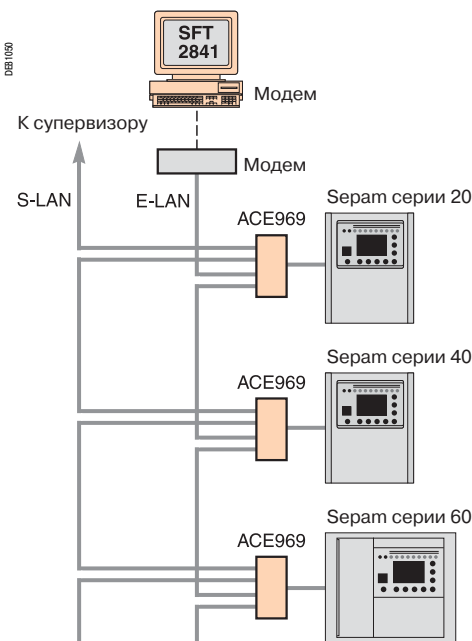 DE81050
SFT
2841
Модем
К супервизору
Модем
S-LAN
E-LAN
ACE969
Sepam серии 20
ACE969
Sepam серии 40
ACE969
Sepam серии 60